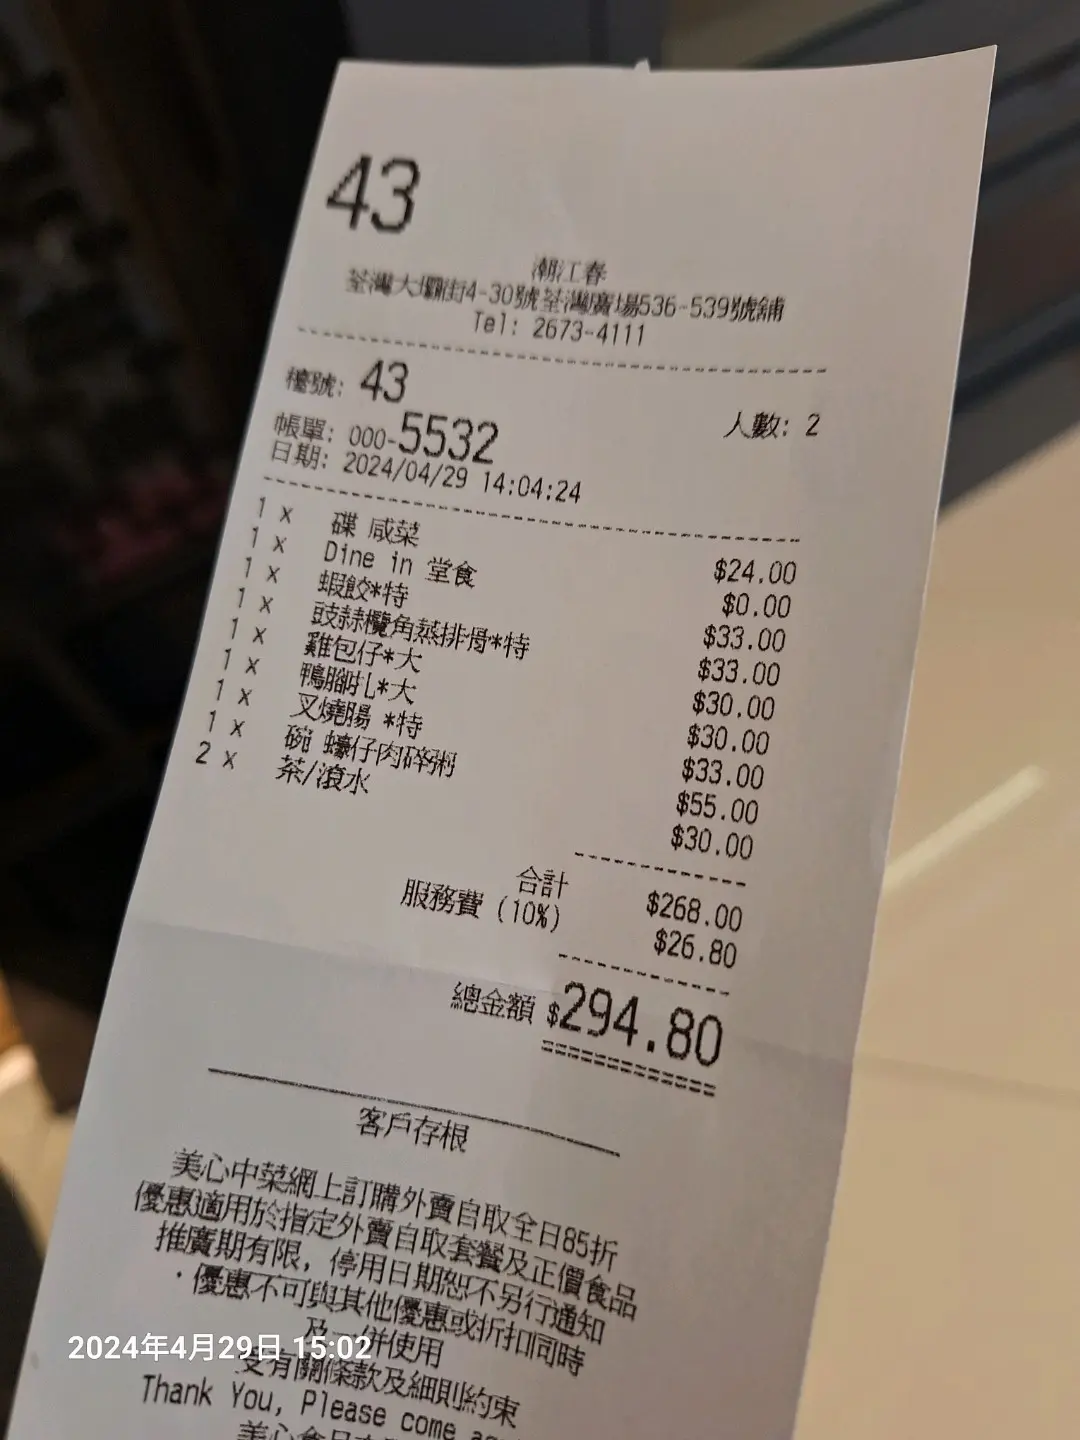 43
潮江春
荃灣大壩街4-30號荃灣廣場536-539號舖
Tel: 2673-4111
檯號: 43 人數: 2
帳單: 000-5532
日期: 2024/04/29 14:04:24
1 x 碟 咸菜 $24.00
1 x Dine in 堂食 $0.00
1 x 蝦餃*特 $33.00
1 x 豉蒜欖角蒸排骨*特 $33.00
1 x 雞包仔*大 $30.00
1 x 鴨腳扎*大 $30.00
1 x 叉燒腸 *特 $33.00
1 x 碗 蠔仔肉碎粥 $55.00
2 x 茶/滾水 $30.00
合計 $268.00
服務費 (10%) $26.80
總金額 $294.80
客戶存根
美心中菜網上訂購外賣自取全日85折
優惠適用於指定外賣自取套餐及正價食品
推廣期有限，停用日期恕不另行通知
．優惠不可與其他優惠或折扣同時
及一併使用
受有關條款及細則約束
Thank You, Please come
美心食品
2024年4月29日 15:02